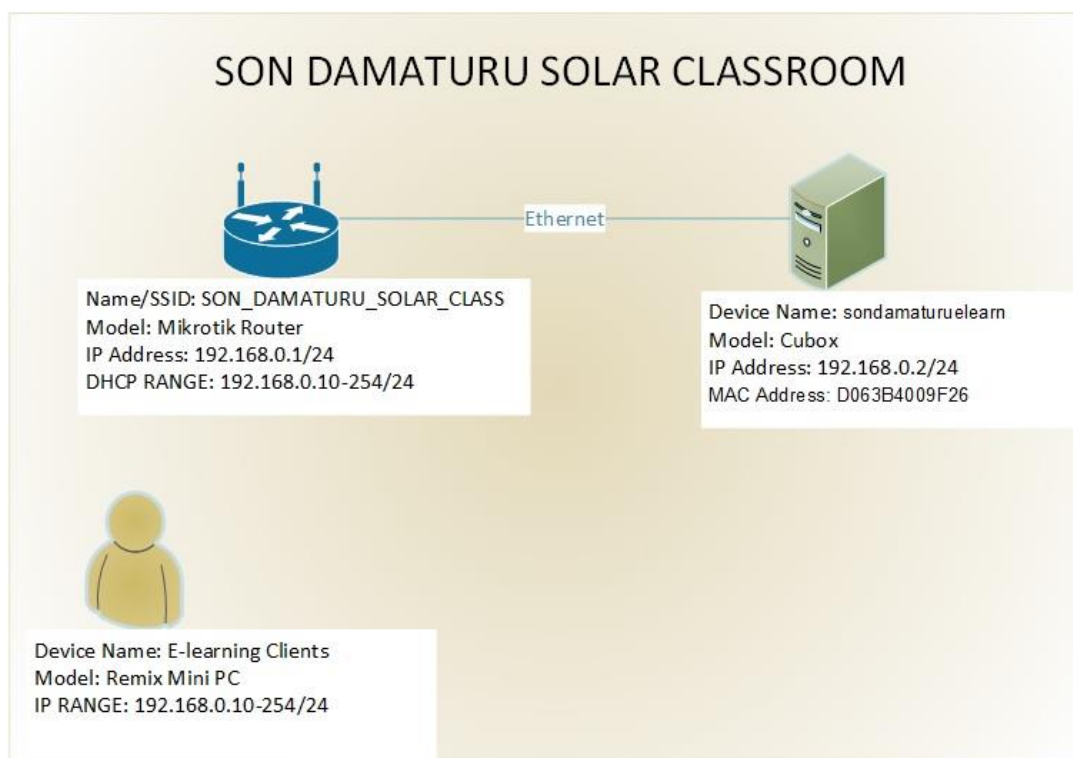 SON DAMATURU SOLAR CLASSROOM
Ethernet
Name/SSID: SON_DAMATURU_SOLAR_CLASS
Model: Mikrotik Router
IP Address: 192.168.0.1/24
DHCP RANGE: 192.168.0.10-254/24
Device Name: sondamaturuelearn
Model: Cubox
IP Address: 192.168.0.2/24
MAC Address: D063B4009F26
Device Name: E-learning Clients
Model: Remix Mini PC
IP RANGE: 192.168.0.10-254/24